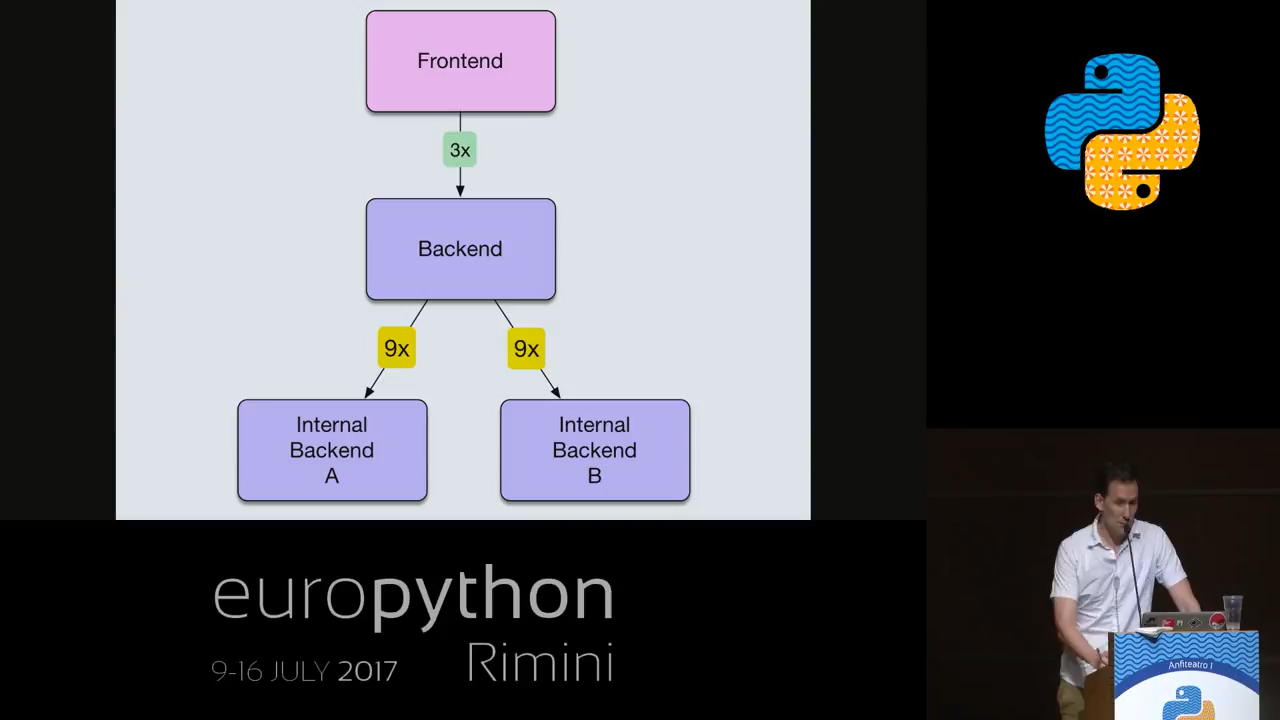 Frontend
3x
Backend
9x
9x
Internal
Backend
A
Internal
Backend
B
europython
Rimini
9-16 JULY 2017
Anfiteatro I